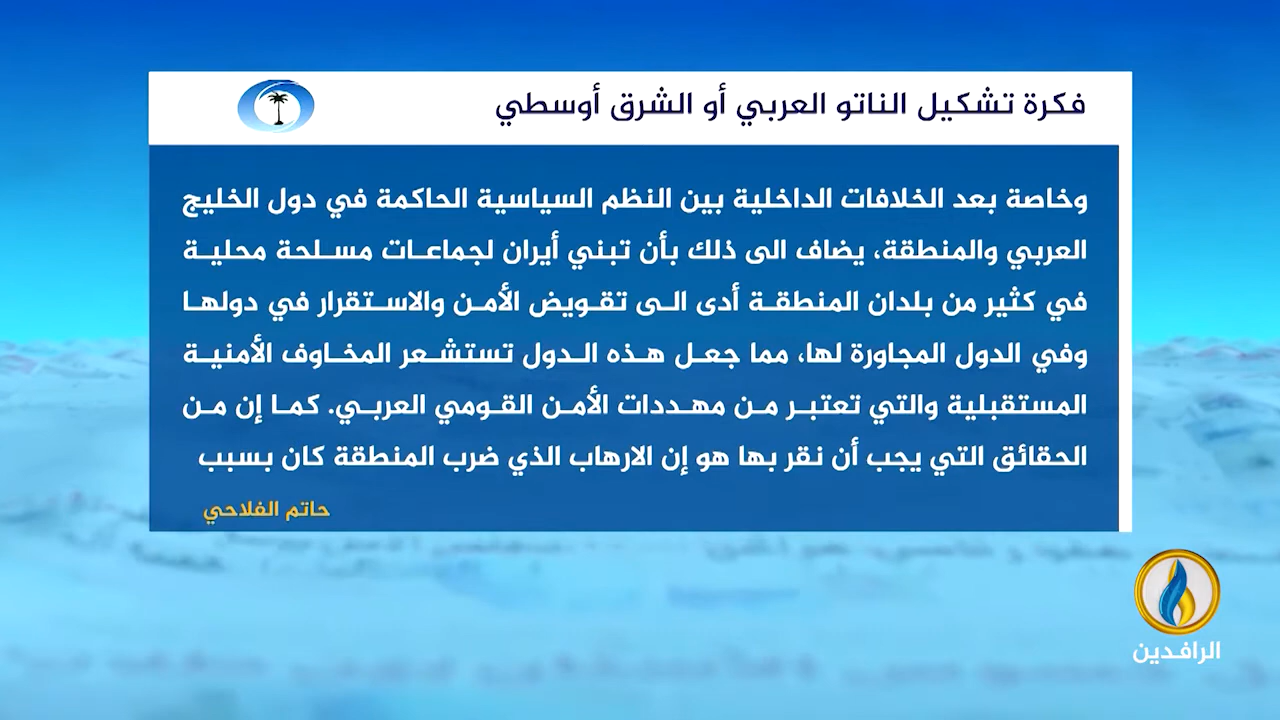 فكرة تشكيل الناتو العربي أو الشرق أوسطي
وخاصة بعد الخلافات الداخلية بين النظم السياسية الحاكمة في دول الخليج
العربي والمنطقة، يضاف الى ذلك بأن تبني أيران لجماعات مسلحة محلية
في كثير من بلدان المنطقة أدى الى تقويض الأمن والاستقرار في دولها
وفي الدول المجاورة لها، مما جعل هذه الدول تستشعر المخاوف الأمنية
المستقبلية والتي تعتبر من مهددات الأمن القومي العربي. كما إن من
الحقائق التي يجب أن نقر بها هو إن الارهاب الذي ضرب المنطقة كان بسبب
حاتم الفلاحي
الرافدين